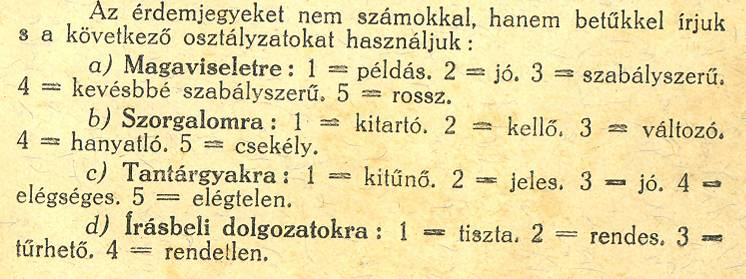 Az érdemjegyeket nem számokkal, hanem betűkkel írjuk
s a következő osztályzatokat használjuk :
a) Magaviseletre : 1 = példás. 2 = jó. 3 = szabályszerű.
4 = kevésbbé szabályszerű. 5 = rossz.
b) Szorgalomra : 1 = kitartó. 2 = kellő. 3 = változó.
4 = hanyatló. 5 = csekély.
c) Tantárgyakra : 1 = kitűnő. 2 = jeles. 3 = jó. 4 =
elégséges. 5 = elégtelen.
d) Írásbeli dolgozatokra : 1 = tiszta. 2 = rendes. 3 =
tűrhető. 4 = rendetlen.